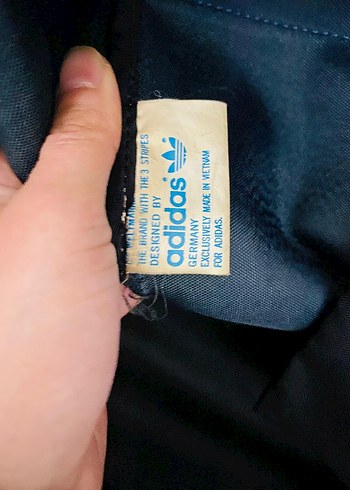 THE BRAND WITH THE 3 STRIPES
DESIGNED BY
adidas
GERMANY
EXCLUSIVELY MADE IN VIETNAM
FOR ADIDAS.